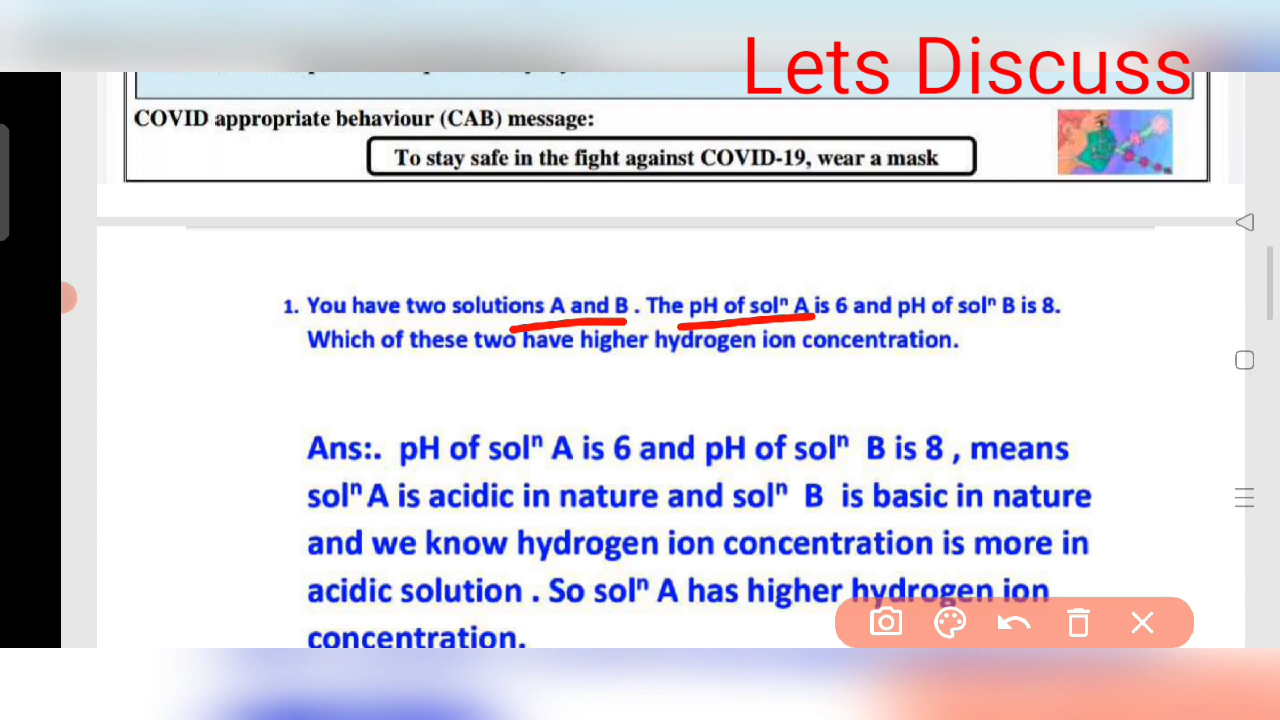 Lets Discuss
COVID appropriate behaviour (CAB) message:
To stay safe in the fight against COVID-19, wear a mask
1. You have two solutions A and B . The pH of solⁿ A is 6 and pH of solⁿ B is 8.
Which of these two have higher hydrogen ion concentration.
Ans:. pH of solⁿ A is 6 and pH of solⁿ B is 8 , means
solⁿ A is acidic in nature and solⁿ B is basic in nature
and we know hydrogen ion concentration is more in
acidic solution . So solⁿ A has higher hydrogen ion
concentration.